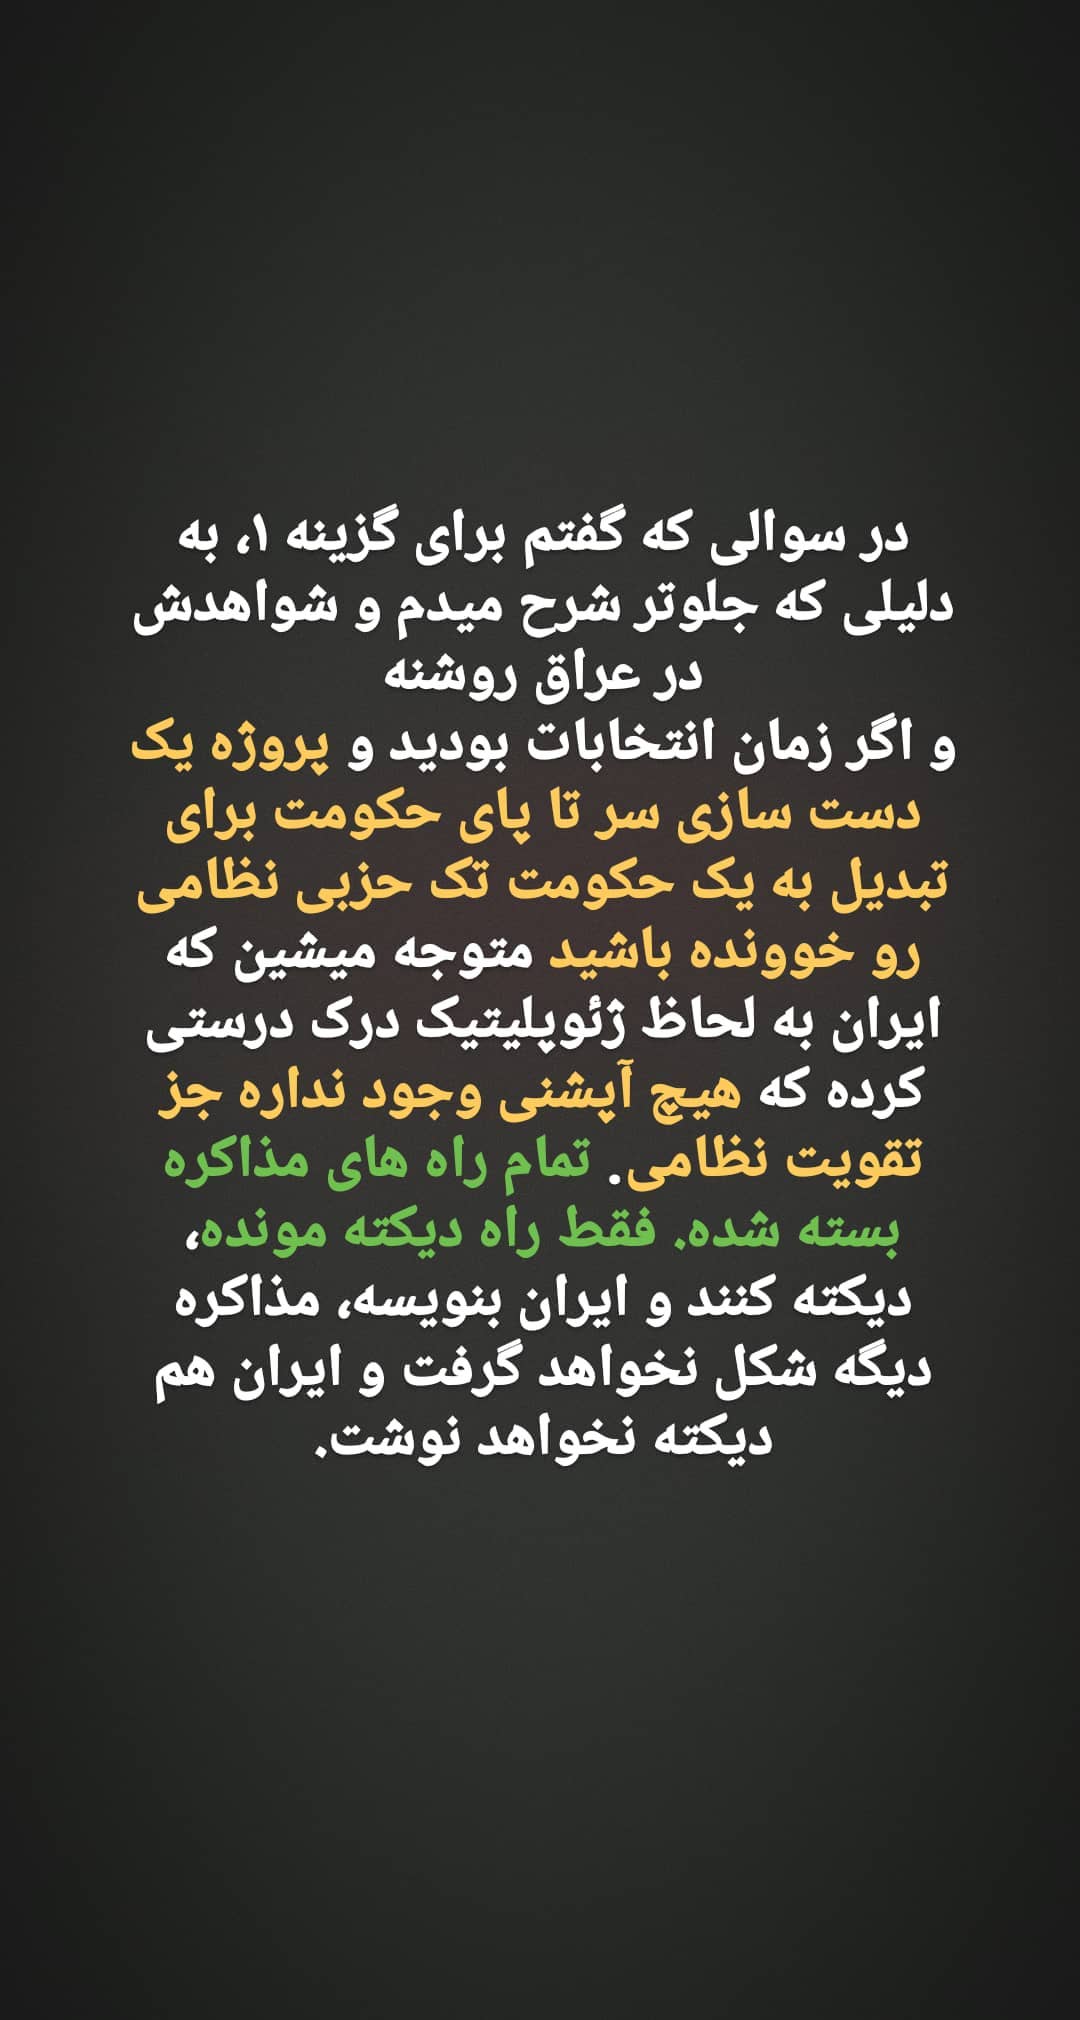 در سوالی که گفتم برای گزینه ۱، به
دلیلی که جلوتر شرح میدم و شواهدش
در عراق روشنه
و اگر زمان انتخابات بودید و پروژه یک
دست سازی سر تا پای حکومت برای
تبدیل به یک حکومت تک حزبی نظامی
رو خوونده باشید متوجه میشین که
ایران به لحاظ ژئوپلیتیک درک درستی
کرده که هیچ آپشنی وجود نداره جز
تقویت نظامی. تمام راه های مذاکره
بسته شده. فقط راه دیکته مونده،
دیکته کنند و ایران بنویسه، مذاکره
دیگه شکل نخواهد گرفت و ایران هم
دیکته نخواهد نوشت.